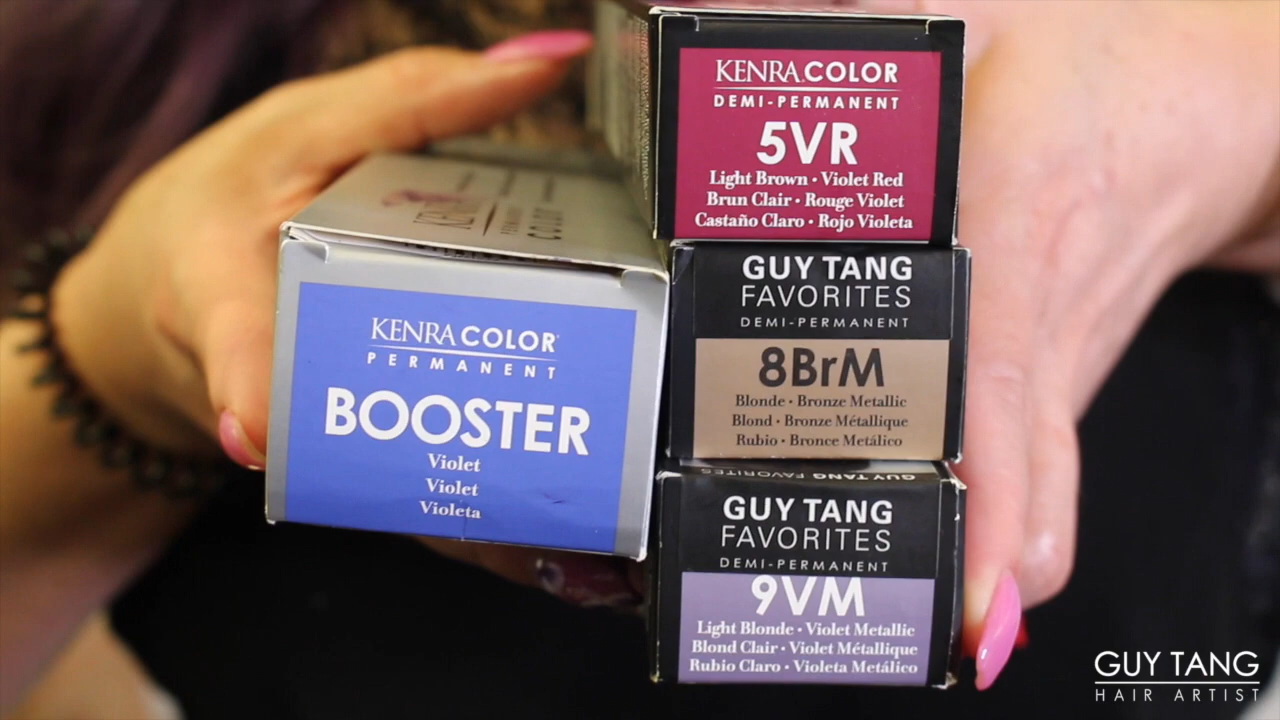 KENRA COLOR
PERMANENT
BOOSTER
Violet
Violet
Violeta
KENRA.COLOR
DEMI-PERMANENT
5VR
Light Brown • Violet Red
Brun Clair • Rouge Violet
Castaño Claro • Rojo Violeta
GUY TANG
FAVORITES
DEMI-PERMANENT
8BrM
Blonde • Bronze Metallic
Blond • Bronze Métallique
Rubio • Bronce Metálico
GUY TANG FAVORITES
GUY TANG
FAVORITES
DEMI-PERMANENT
9VM
Light Blonde • Violet Metallic
Blond Clair • Violet Métallique
Rubio Claro • Violeta Metálico
GUY TANG
HAIR ARTIST